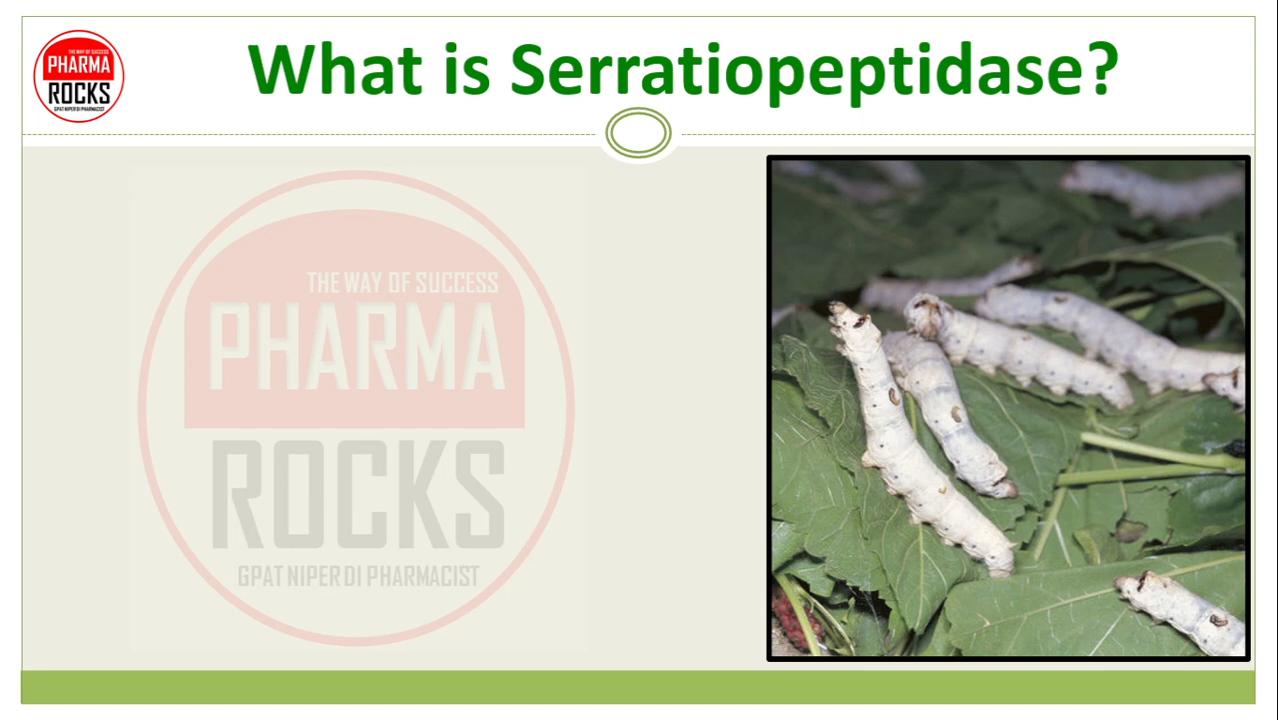 What is Serratiopeptidase?
THE WAY OF SUCCESS
PHARMA
ROCKS
GPAT NIPER DI PHARMACIST
THE WAY OF SUCCESS
PHARMA
ROCKS
GPAT NIPER DI PHARMACIST